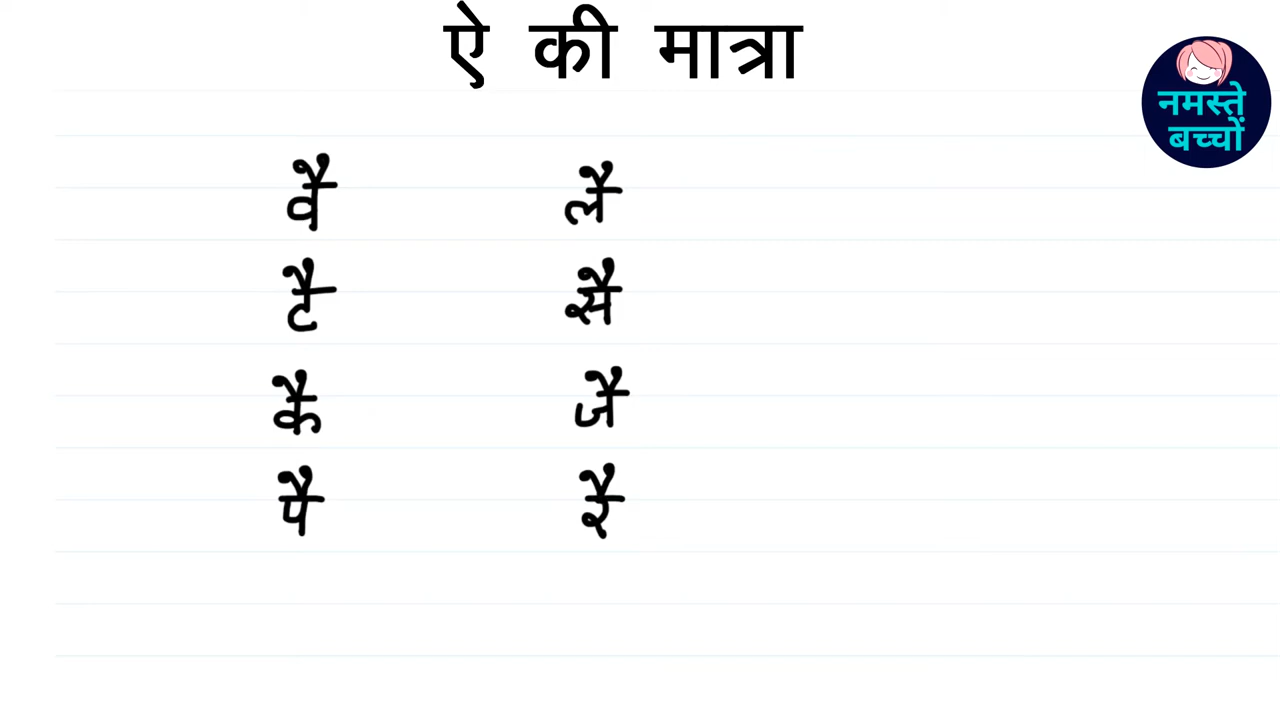 ऐ की मात्रा
नमस्ते
बच्चों
वै लै
टै सै
कै जै
पै रै